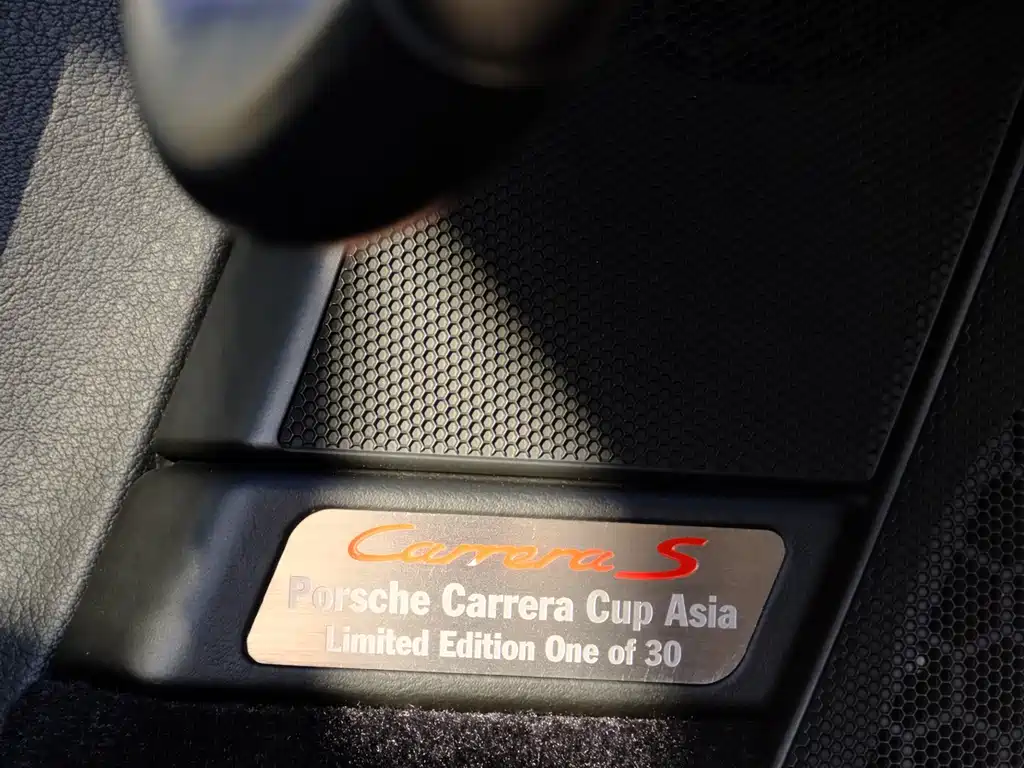 Carrera S
Porsche Carrera Cup Asia
Limited Edition One of 30